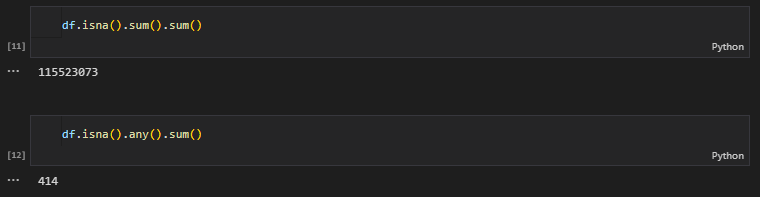 df.isna().sum().sum()
[11]
Python
...
115523073
df.isna().any().sum()
[12]
Python
...
414